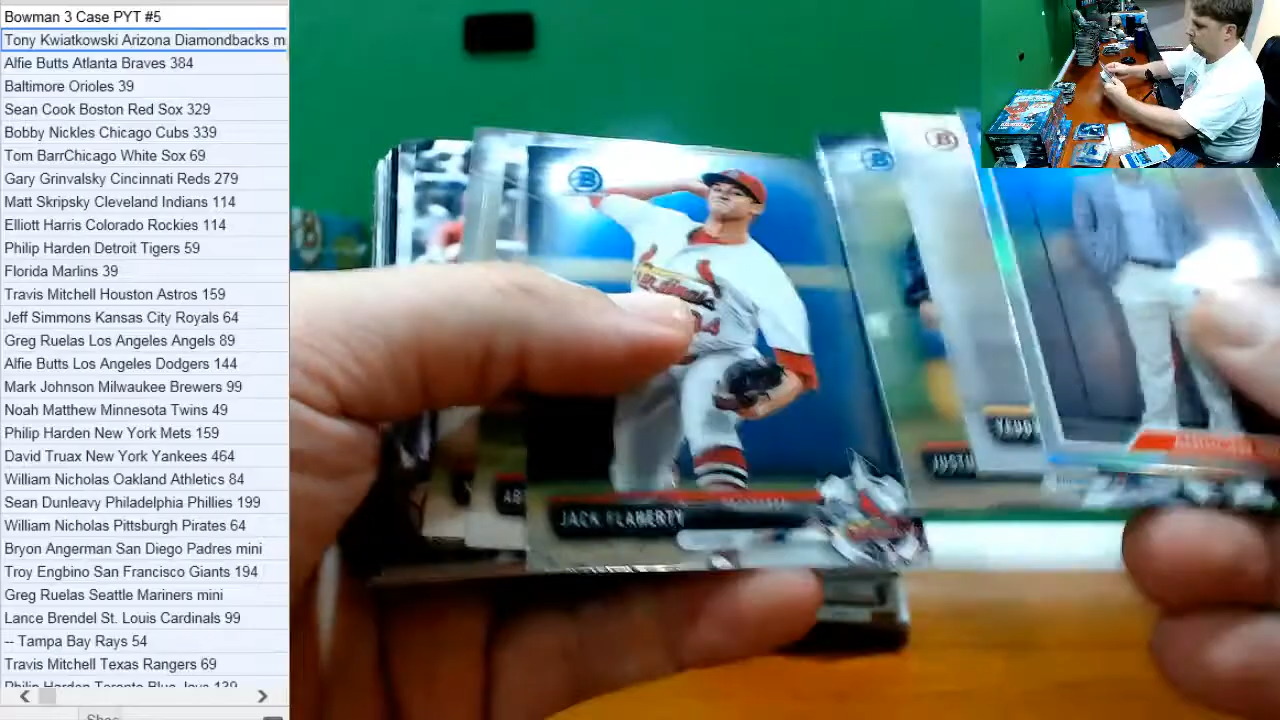 Bowman 3 Case PYT #5
Tony Kwiatkowski Arizona Diamondbacks m
Alfie Butts Atlanta Braves 384
Baltimore Orioles 39
Sean Cook Boston Red Sox 329
Bobby Nickles Chicago Cubs 339
Tom BarrChicago White Sox 69
Gary Grinvalsky Cincinnati Reds 279
Matt Skripsky Cleveland Indians 114
Elliott Harris Colorado Rockies 114
Philip Harden Detroit Tigers 59
Florida Marlins 39
Travis Mitchell Houston Astros 159
Jeff Simmons Kansas City Royals 64
Greg Ruelas Los Angeles Angels 89
Alfie Butts Los Angeles Dodgers 144
Mark Johnson Milwaukee Brewers 99
Noah Matthew Minnesota Twins 49
Philip Harden New York Mets 159
David Truax New York Yankees 464
William Nicholas Oakland Athletics 84
Sean Dunleavy Philadelphia Phillies 199
William Nicholas Pittsburgh Pirates 64
Bryon Angerman San Diego Padres mini
Troy Engbino San Francisco Giants 194
Greg Ruelas Seattle Mariners mini
Lance Brendel St. Louis Cardinals 99
-- Tampa Bay Rays 54
Travis Mitchell Texas Rangers 69
Philip Harden Toronto Blue Jays 139
B
JACK FLAHERTY
JUSTU